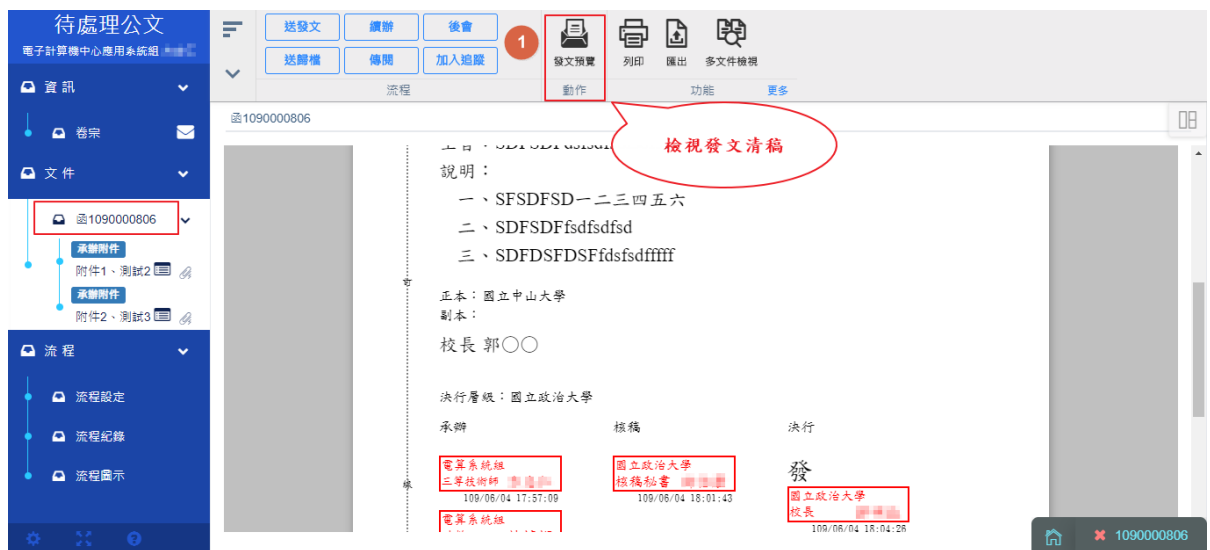 待處理公文
電子計算機中心應用系統組
資訊
卷宗
文件
函1090000806
承辦附件
附件1、測試2
承辦附件
附件2、測試3
流程
流程設定
流程紀錄
流程圖示
送發文 續辦 後會
送歸檔 傳閱 加入追蹤
流程
1
發文預覽
動作
列印 匯出 多文件檢視
功能 更多
函1090000806
檢視發文清稿
說明：
一、SFSDFSD一二三四五六
二、SDFSDFfsdfsdfsd
三、SDFDSFDSFfdsfsdfffff
訂
正本：國立中山大學
副本：
校長 郭〇〇
決行層級：國立政治大學
承辦 核稿 決行
電算系統組
三等技術師
109/06/04 17:57:09
國立政治大學
核稿秘書
109/06/04 18:01:43
發
國立政治大學
校長
109/06/04 18:04:26
線
電算系統組
1090000806